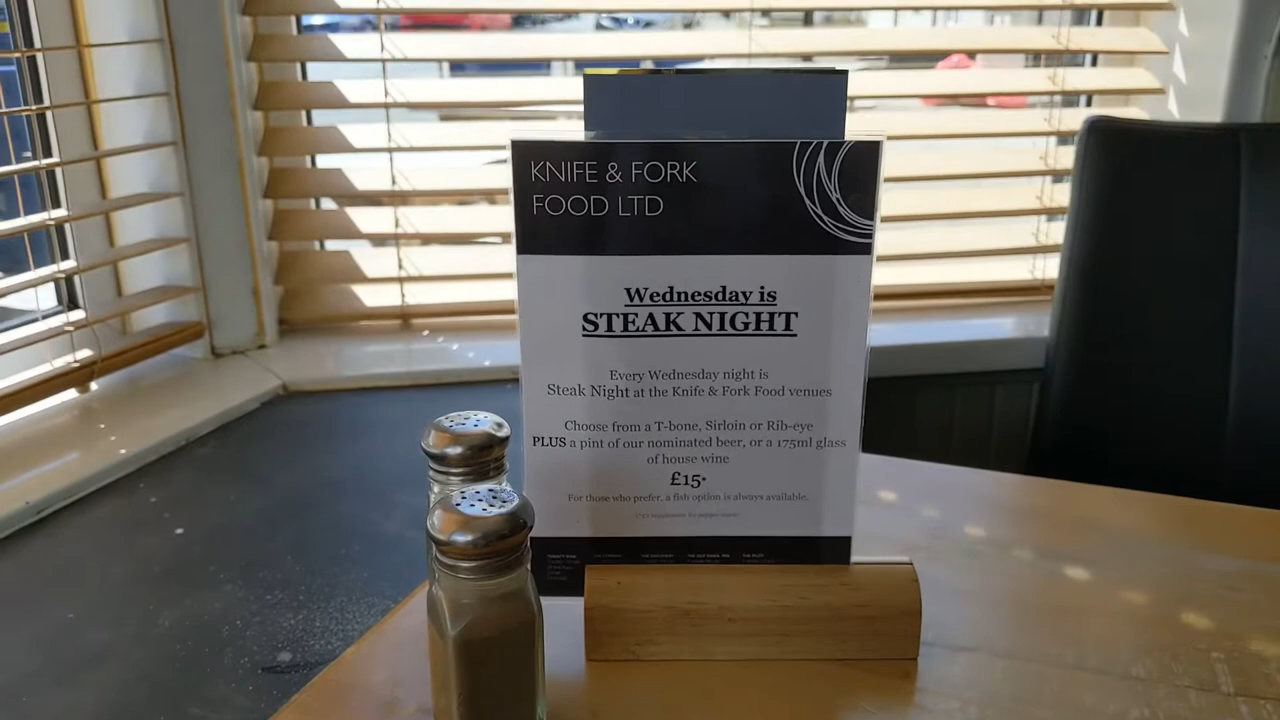 KNIFE & FORK
FOOD LTD
Wednesday is
STEAK NIGHT
Every Wednesday night is
Steak Night at the Knife & Fork Food venues
Choose from a T-bone, Sirloin or Rib-eye
PLUS a pint of our nominated beer, or a 175ml glass
of house wine
£15*
For those who prefer, a fish option is always available.